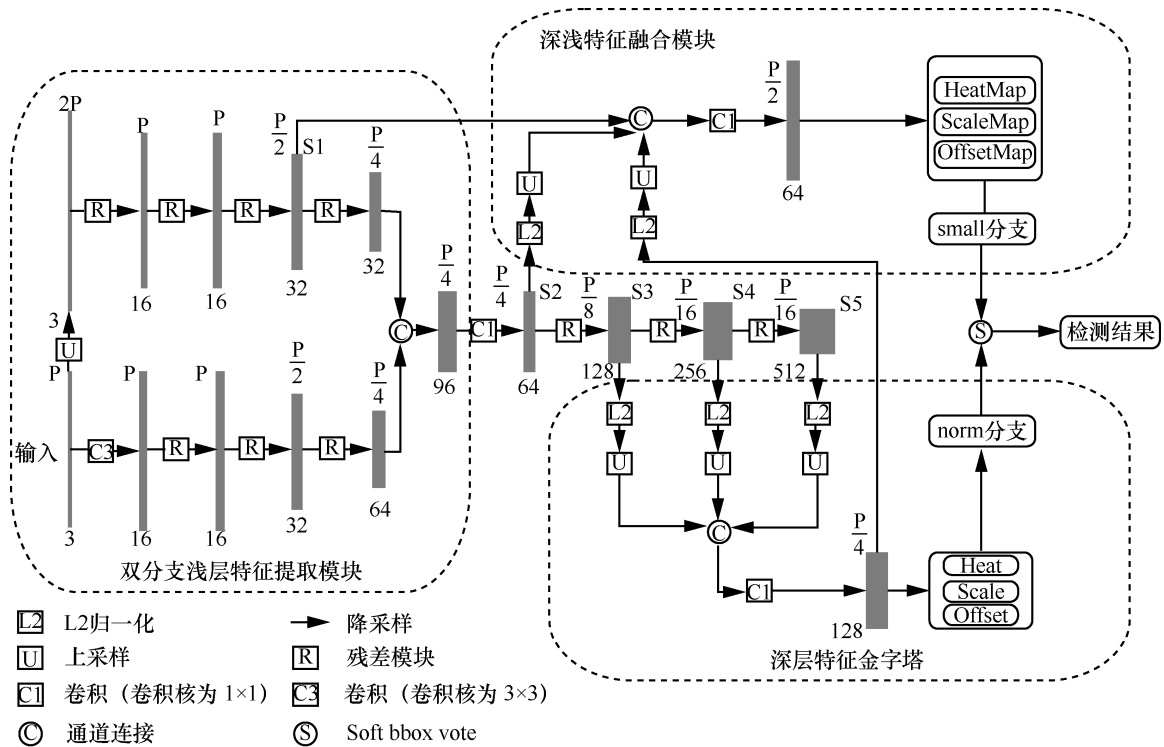 深浅特征融合模块
P
2
C
C1
64
HeatMap
ScaleMap
OffsetMap
small分支
U
L2
U
L2
2P
P
P
P
2
S1
P
4
R
R
R
R
16
16
32
32
3
U
P
P
P
P
2
P
4
输入
C3
R
R
R
3
16
16
32
64
双分支浅层特征提取模块
C
P
4
96
C1
P
4
S2
64
R
P
8
S3
128
R
P
16
S4
256
R
P
16
S5
512
S
检测结果
L2
L2
L2
U
U
U
C
C1
P
4
128
norm分支
Heat
Scale
Offset
深层特征金字塔
L2 L2归一化 降采样
U 上采样 R 残差模块
C1 卷积（卷积核为 1×1） C3 卷积（卷积核为 3×3）
C 通道连接 S Soft bbox vote